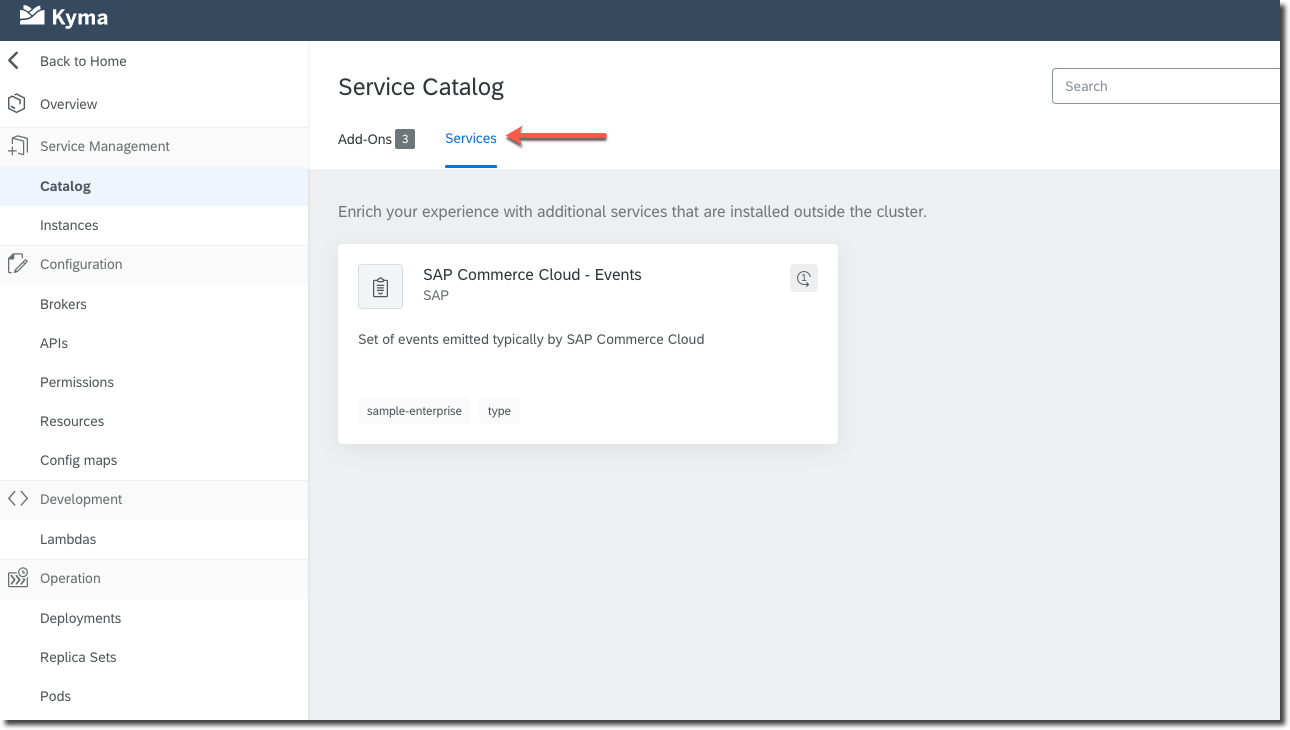 Kyma
Back to Home
Overview
Service Management
Catalog
Instances
Configuration
Brokers
APIs
Permissions
Resources
Config maps
Development
Lambdas
Operation
Deployments
Replica Sets
Pods
Service Catalog
Search
Add-Ons 3
Services
Enrich your experience with additional services that are installed outside the cluster.
SAP Commerce Cloud - Events
1
SAP
Set of events emitted typically by SAP Commerce Cloud
sample-enterprise
type